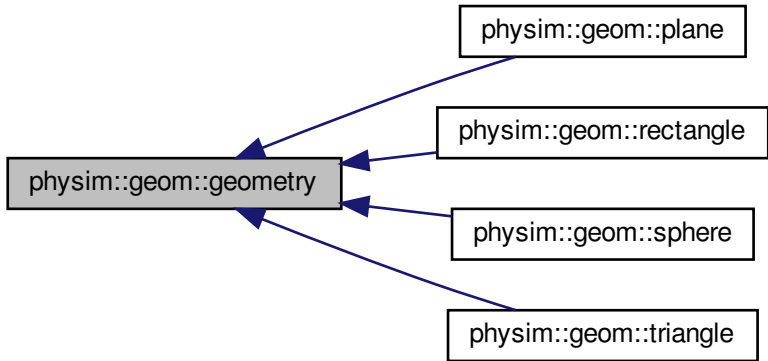 physim::geom::plane
physim::geom::rectangle
physim::geom::geometry
physim::geom::sphere
physim::geom::triangle